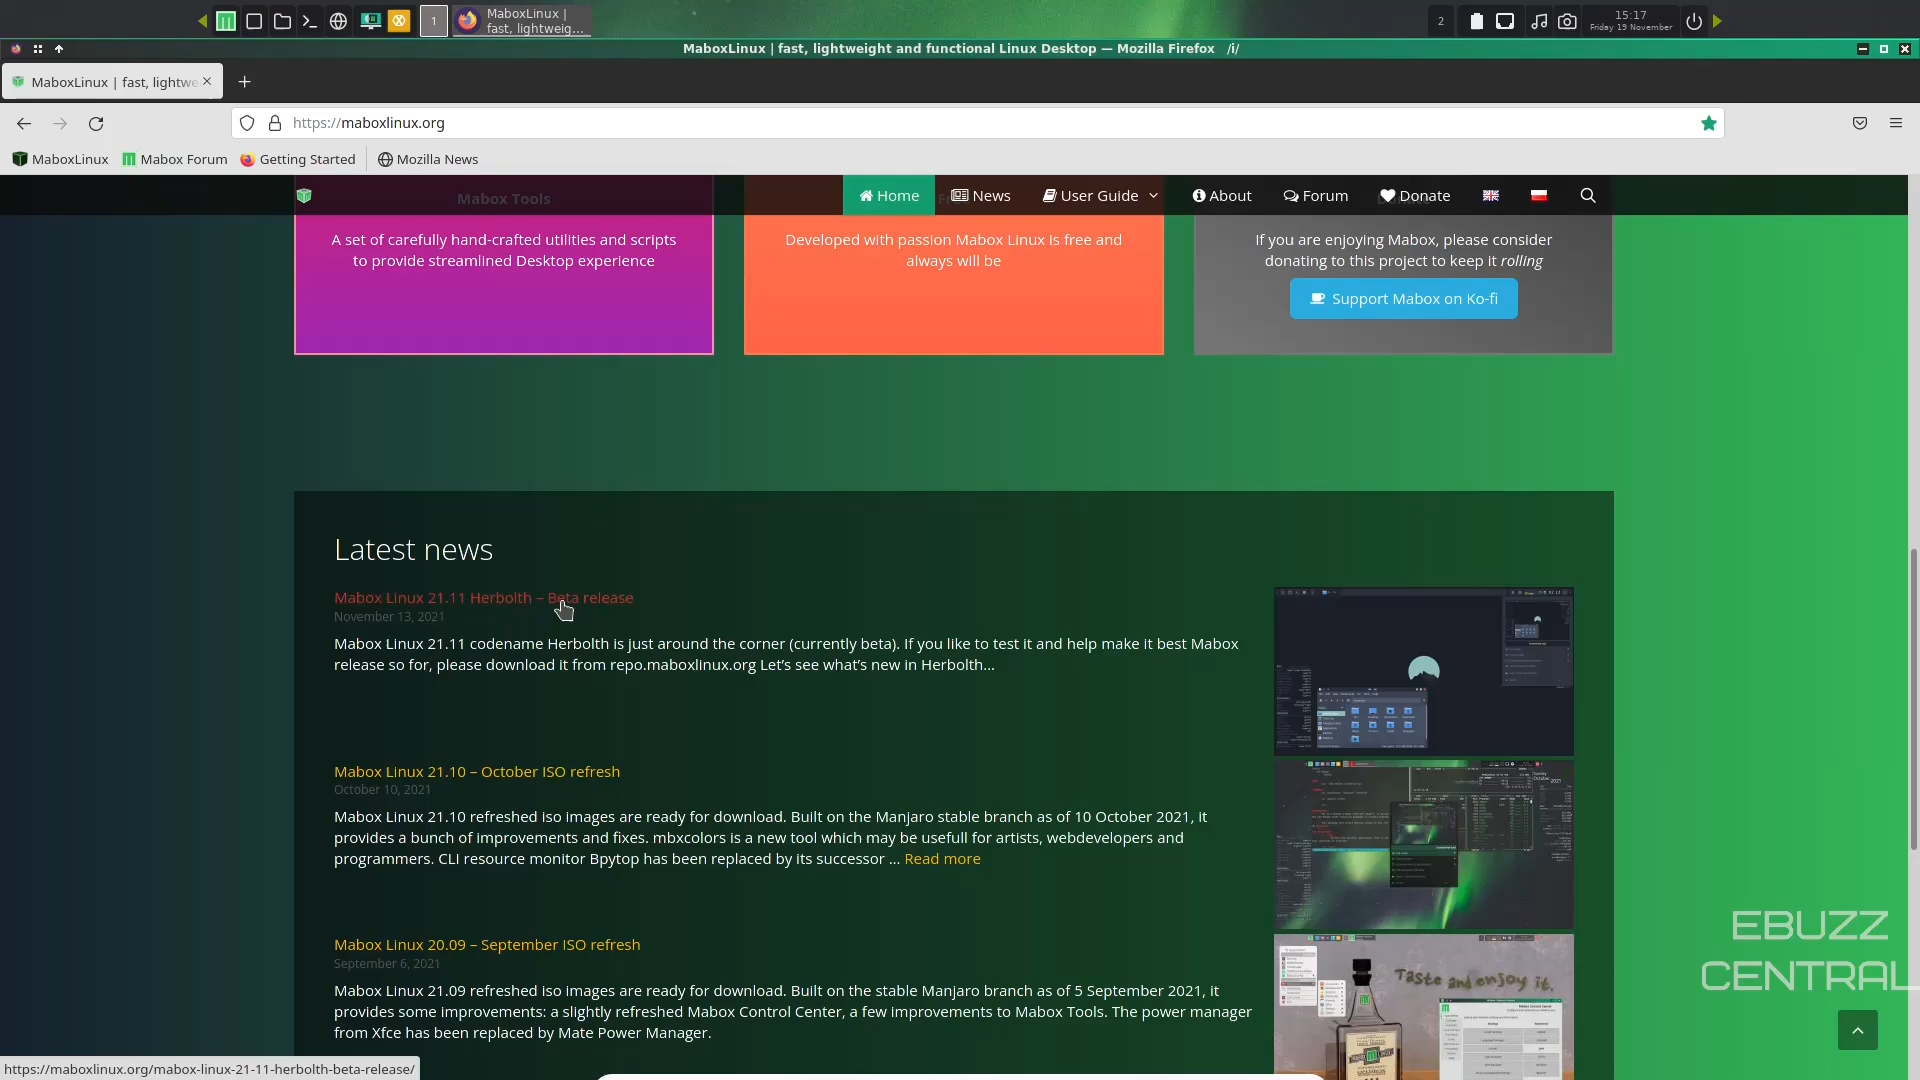 1
MaboxLinux |
fast, lightweig...
2
15:17
Friday 19 November
MaboxLinux | fast, lightweight and functional Linux Desktop — Mozilla Firefox /i/
MaboxLinux | fast, lightwe
https://maboxlinux.org
MaboxLinux
Mabox Forum
Getting Started
Mozilla News
Mabox Tools
Home
News
User Guide
About
Forum
Donate
A set of carefully hand-crafted utilities and scripts
to provide streamlined Desktop experience
Developed with passion Mabox Linux is free and
always will be
If you are enjoying Mabox, please consider
donating to this project to keep it rolling
Support Mabox on Ko-fi
Latest news
Mabox Linux 21.11 Herbolth – Beta release
November 13, 2021
Mabox Linux 21.11 codename Herbolth is just around the corner (currently beta). If you like to test it and help make it best Mabox
release so for, please download it from repo.maboxlinux.org Let’s see what’s new in Herbolth...
Mabox Linux 21.10 – October ISO refresh
October 10, 2021
Mabox Linux 21.10 refreshed iso images are ready for download. Built on the Manjaro stable branch as of 10 October 2021, it
provides a bunch of improvements and fixes. mbxcolors is a new tool which may be usefull for artists, webdevelopers and
programmers. CLI resource monitor Bpytop has been replaced by its successor ... Read more
Mabox Linux 20.09 – September ISO refresh
September 6, 2021
Mabox Linux 21.09 refreshed iso images are ready for download. Built on the stable Manjaro branch as of 5 September 2021, it
provides some improvements: a slightly refreshed Mabox Control Center, a few improvements to Mabox Tools. The power manager
from Xfce has been replaced by Mate Power Manager.
Taste and enjoy it.
EBUZZ
CENTRAL
https://maboxlinux.org/mabox-linux-21-11-herbolth-beta-release/